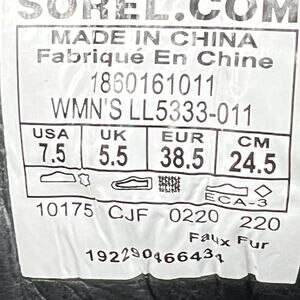 SOREL.COM
MADE IN CHINA
Fabriqué En Chine
1860161011
WMN'S LL5333-011
USA UK EUR CM
7.5 5.5 38.5 24.5
ECA-3
10175 CJF 0220 220
Faux Fur
192290466434